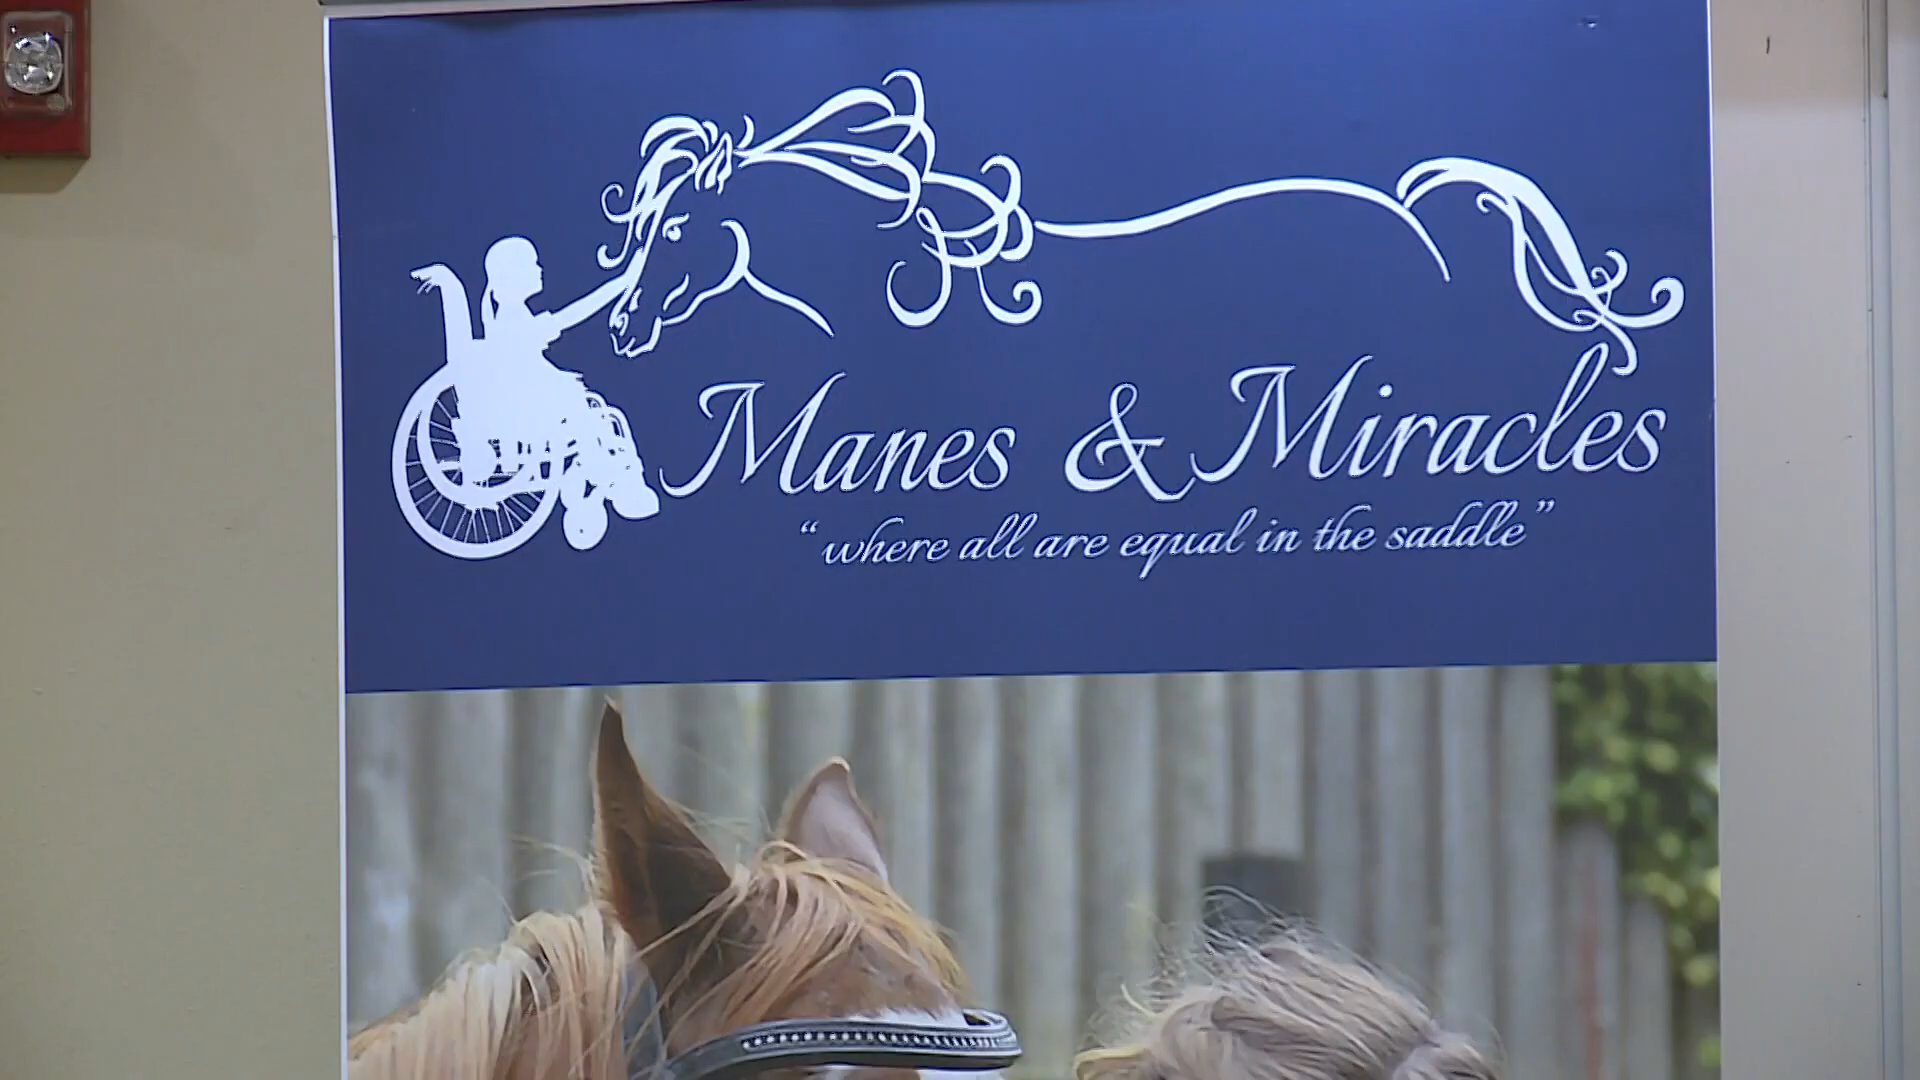 Manes & Miracles
“where all are equal in the saddle”